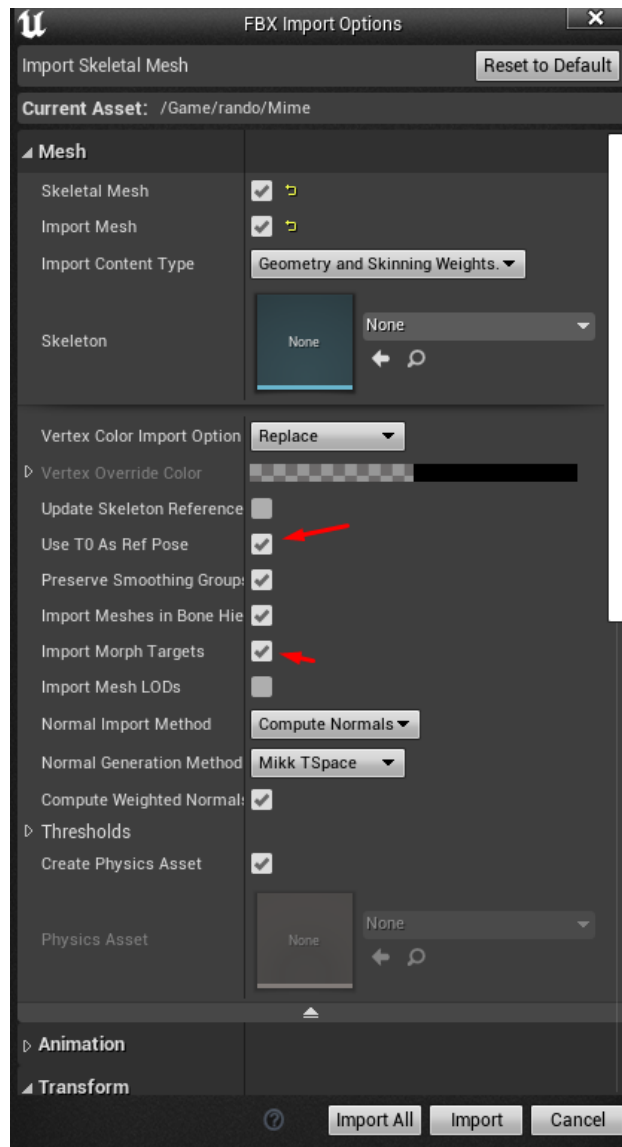 FBX Import Options
Import Skeletal Mesh
Reset to Default
Current Asset: /Game/rando/Mime
Mesh
Skeletal Mesh
Import Mesh
Import Content Type
Geometry and Skinning Weights.
Skeleton
None
None
Vertex Color Import Option
Replace
Vertex Override Color
Update Skeleton Reference
Use T0 As Ref Pose
Preserve Smoothing Group
Import Meshes in Bone Hie
Import Morph Targets
Import Mesh LODs
Normal Import Method
Compute Normals
Normal Generation Method
Mikk TSpace
Compute Weighted Normal
Thresholds
Create Physics Asset
Physics Asset
None
None
Animation
Transform
Import All
Import
Cancel